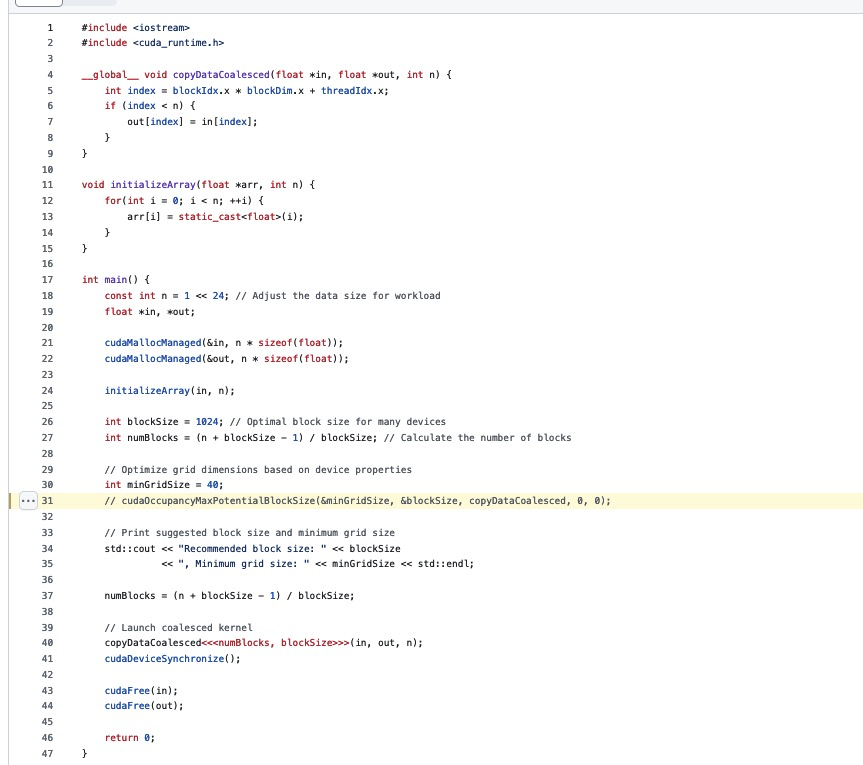 1 #include <iostream>
2 #include <cuda_runtime.h>
3
4 __global__ void copyDataCoalesced(float *in, float *out, int n) {
5     int index = blockIdx.x * blockDim.x + threadIdx.x;
6     if (index < n) {
7         out[index] = in[index];
8     }
9 }
10
11 void initializeArray(float *arr, int n) {
12     for(int i = 0; i < n; ++i) {
13         arr[i] = static_cast<float>(i);
14     }
15 }
16
17 int main() {
18     const int n = 1 << 24; // Adjust the data size for workload
19     float *in, *out;
20
21     cudaMallocManaged(&in, n * sizeof(float));
22     cudaMallocManaged(&out, n * sizeof(float));
23
24     initializeArray(in, n);
25
26     int blockSize = 1024; // Optimal block size for many devices
27     int numBlocks = (n + blockSize - 1) / blockSize; // Calculate the number of blocks
28
29     // Optimize grid dimensions based on device properties
30     int minGridSize = 40;
31     // cudaOccupancyMaxPotentialBlockSize(&minGridSize, &blockSize, copyDataCoalesced, 0, 0);
32
33     // Print suggested block size and minimum grid size
34     std::cout << "Recommended block size: " << blockSize
35               << ", Minimum grid size: " << minGridSize << std::endl;
36
37     numBlocks = (n + blockSize - 1) / blockSize;
38
39     // Launch coalesced kernel
40     copyDataCoalesced<<<numBlocks, blockSize>>>(in, out, n);
41     cudaDeviceSynchronize();
42
43     cudaFree(in);
44     cudaFree(out);
45
46     return 0;
47 }